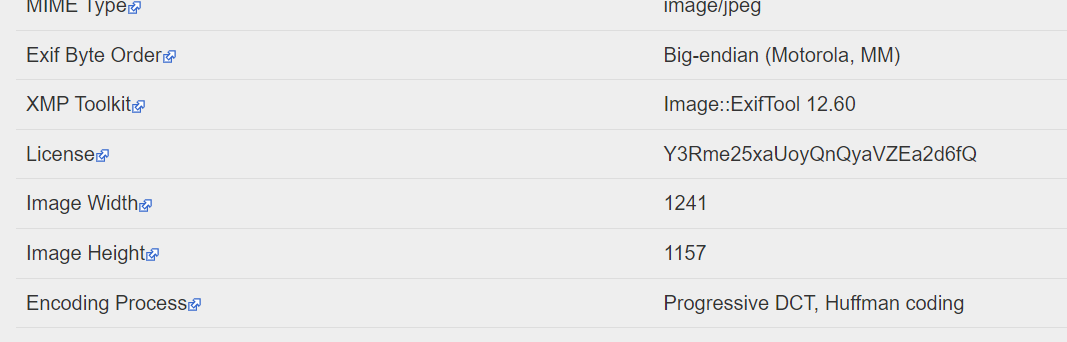 MIME Type image/jpeg
Exif Byte Order Big-endian (Motorola, MM)
XMP Toolkit Image::ExifTool 12.60
License Y3Rme25xaUoyQnQyaVZEa2d6fQ
Image Width 1241
Image Height 1157
Encoding Process Progressive DCT, Huffman coding